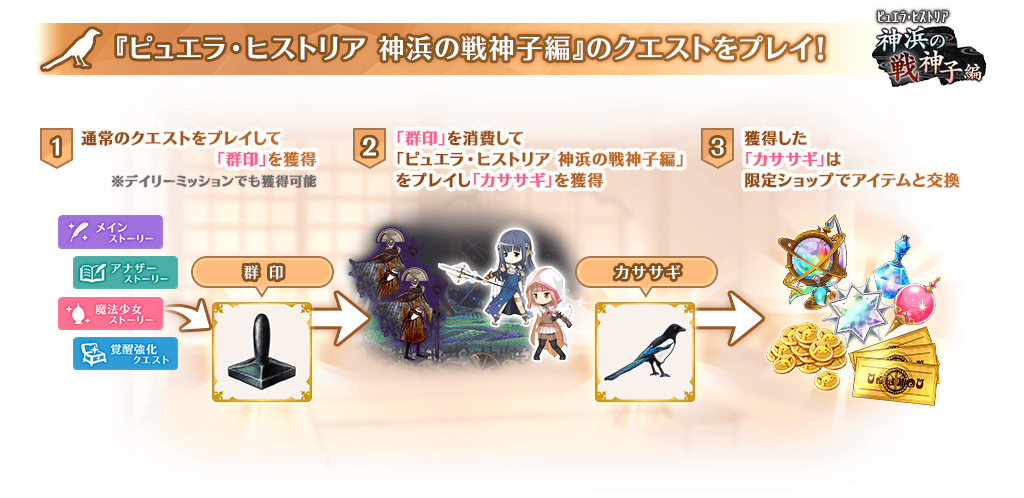 『ピュエラ・ヒストリア 神浜の戦神子編』のクエストをプレイ!
ピュエラ・ヒストリア
神浜の
戦神子編
1
通常のクエストをプレイして
「群印」を獲得
※デイリーミッションでも獲得可能
2
「群印」を消費して
「ピュエラ・ヒストリア 神浜の戦神子編」
をプレイし「カササギ」を獲得
3
獲得した
「カササギ」は
限定ショップでアイテムと交換
メイン
ストーリー
アナザー
ストーリー
魔法少女
ストーリー
覚醒強化
クエスト
群印
カササギ